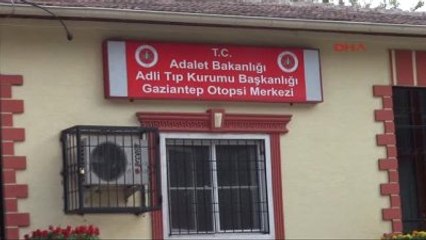 DHA
T.C.
Adalet Bakanlığı
Adli Tıp Kurumu Başkanlığı
Gaziantep Otopsi Merkezi